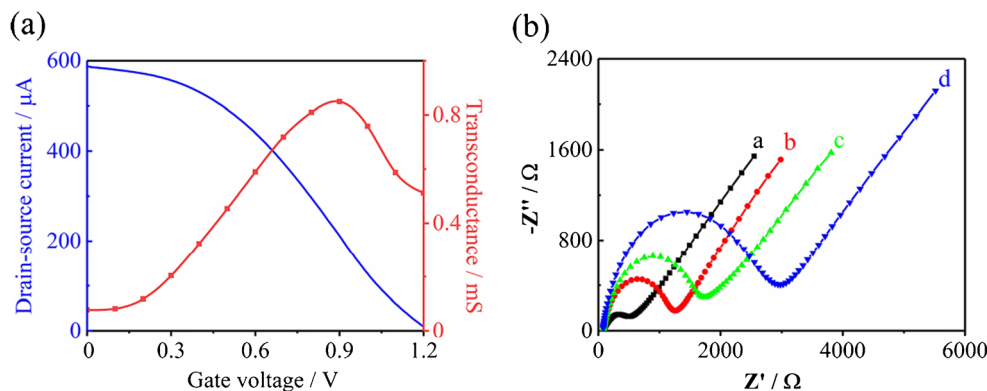 (a)
Drain-source current / μA
600
400
200
0
0
0.3
0.6
0.9
1.2
Gate voltage / V
0.8
0.4
0
Transconductance / mS
(b)
-Z'' / Ω
2400
1600
800
0
0
2000
4000
6000
Z' / Ω
a
b
c
d